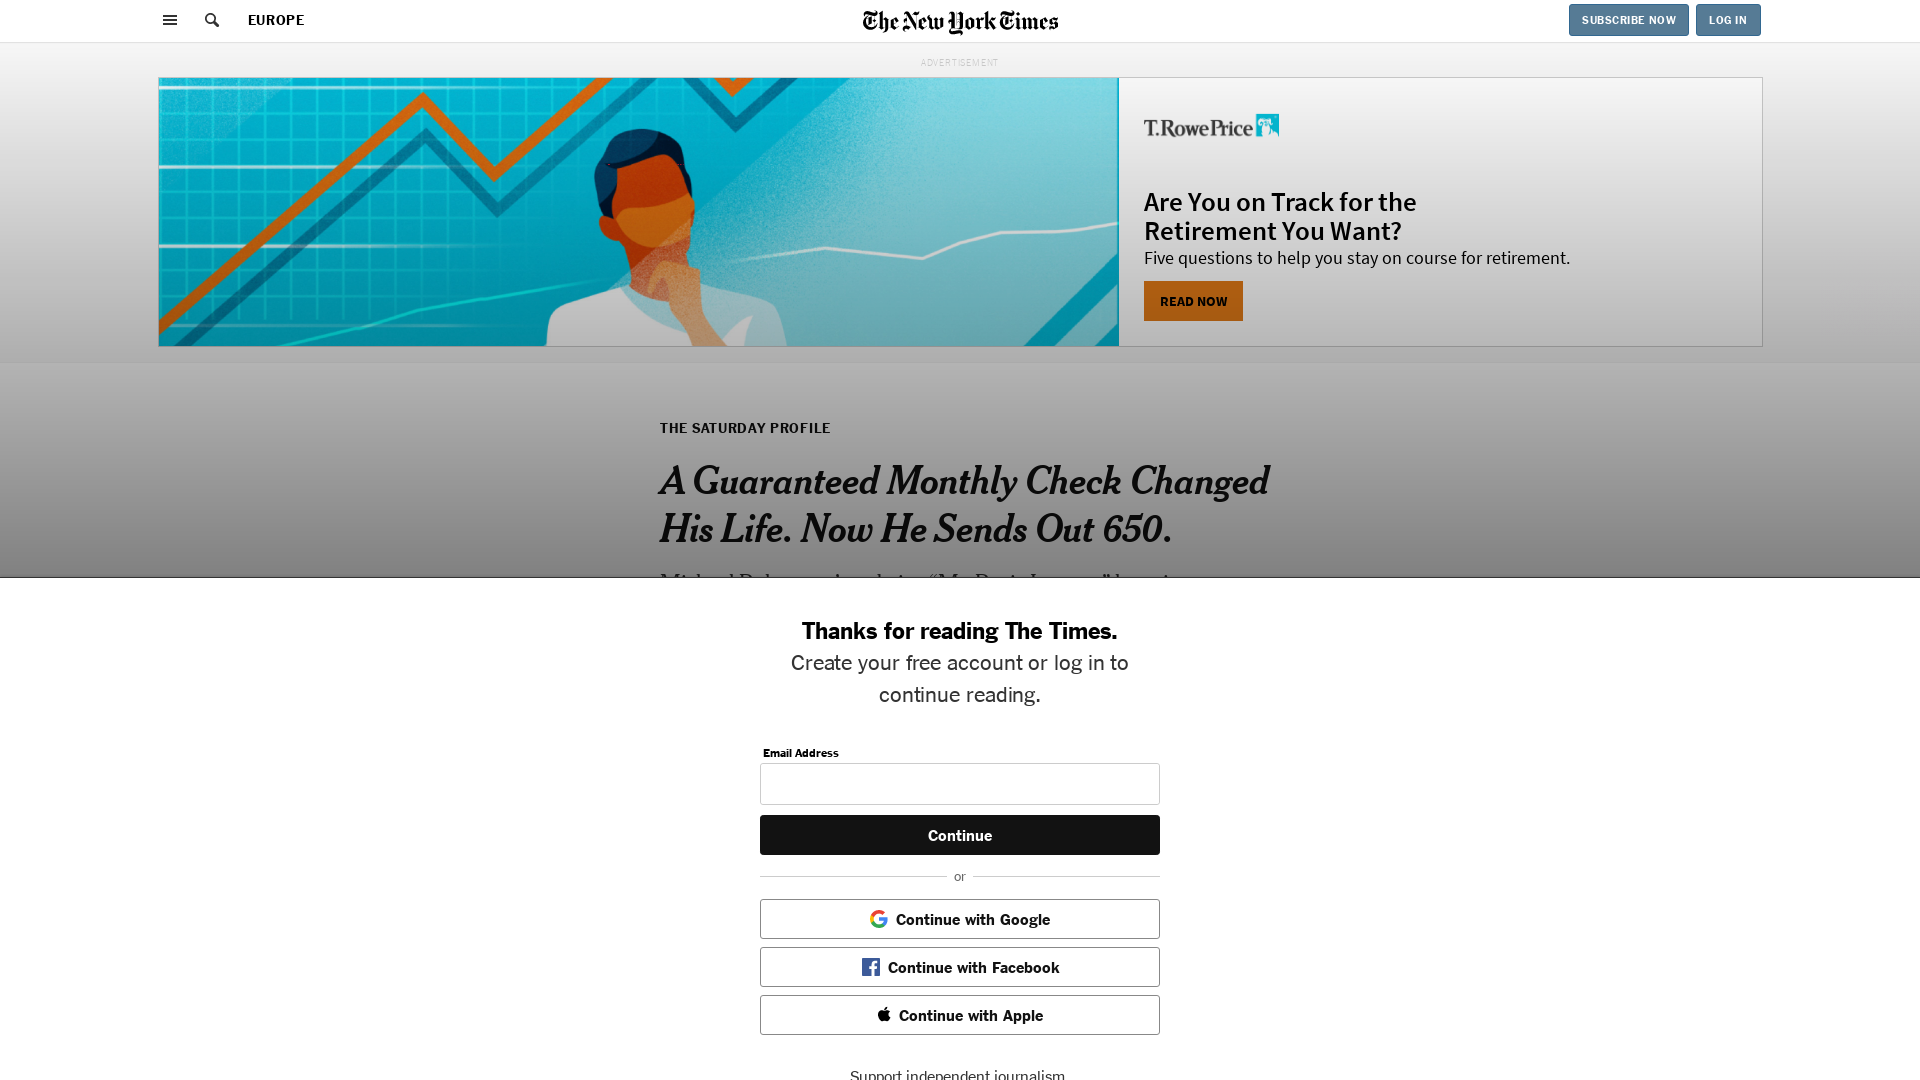 EUROPE
The New York Times
SUBSCRIBE NOW
LOG IN
ADVERTISEMENT
T.RowePrice
Are You on Track for the
Retirement You Want?
Five questions to help you stay on course for retirement.
READ NOW
THE SATURDAY PROFILE
A Guaranteed Monthly Check Changed
His Life. Now He Sends Out 650.
Thanks for reading The Times.
Create your free account or log in to
continue reading.
Email Address
Continue
or
Continue with Google
Continue with Facebook
Continue with Apple
Support independent journalism